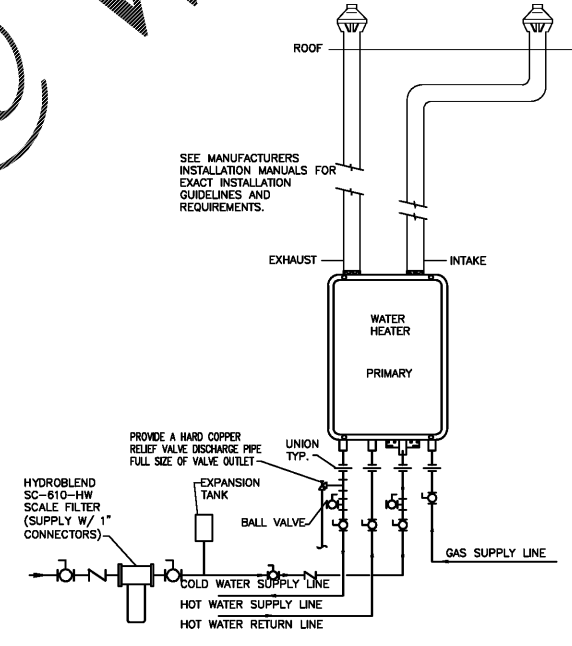 ROOF
SEE MANUFACTURERS
INSTALLATION MANUALS FOR
EXACT INSTALLATION
GUIDELINES AND
REQUIREMENTS.
EXHAUST
INTAKE
WATER
HEATER
PRIMARY
PROVIDE A HARD COPPER
RELIEF VALVE DISCHARGE PIPE
FULL SIZE OF VALVE OUTLET
UNION
TYP.
HYDROBLEND
SC-610-HW
SCALE FILTER
(SUPPLY W/ 1"
CONNECTORS)
EXPANSION
TANK
BALL VALVE
GAS SUPPLY LINE
COLD WATER SUPPLY LINE
HOT WATER SUPPLY LINE
HOT WATER RETURN LINE